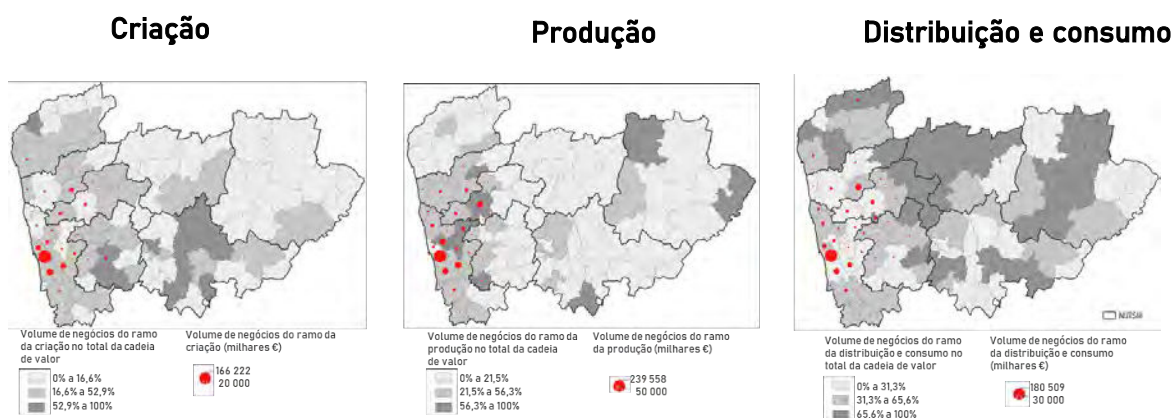 Criação
Produção
Distribuição e consumo
Volume de negócios do ramo
da criação no total da cadeia
de valor
0% a 16,6%
16,6% a 52,9%
52,9% a 100%
Volume de negócios do ramo da
criação (milhares €)
166 222
20 000
Volume de negócios do ramo da
produção no total da cadeia
de valor
0% a 21,5%
21,5% a 56,3%
56,3% a 100%
Volume de negócios do ramo
da produção (milhares €)
239 558
50 000
Volume de negócios do ramo
da distribuição e consumo no
total da cadeia de valor
0% a 31,3%
31,3% a 65,6%
65,6% a 100%
Volume de negócios do ramo
da distribuição e consumo
(milhares €)
180 509
30 000